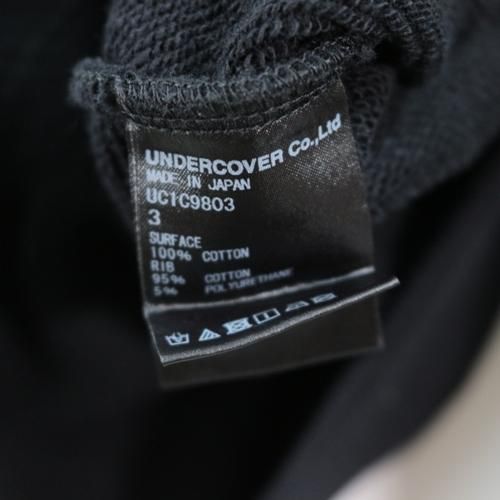 UNDERCOVER Co.,Ltd
MADE IN JAPAN
UC1C9803
3
SURFACE
100% COTTON
RIB
95% COTTON
5% POLYURETHANE